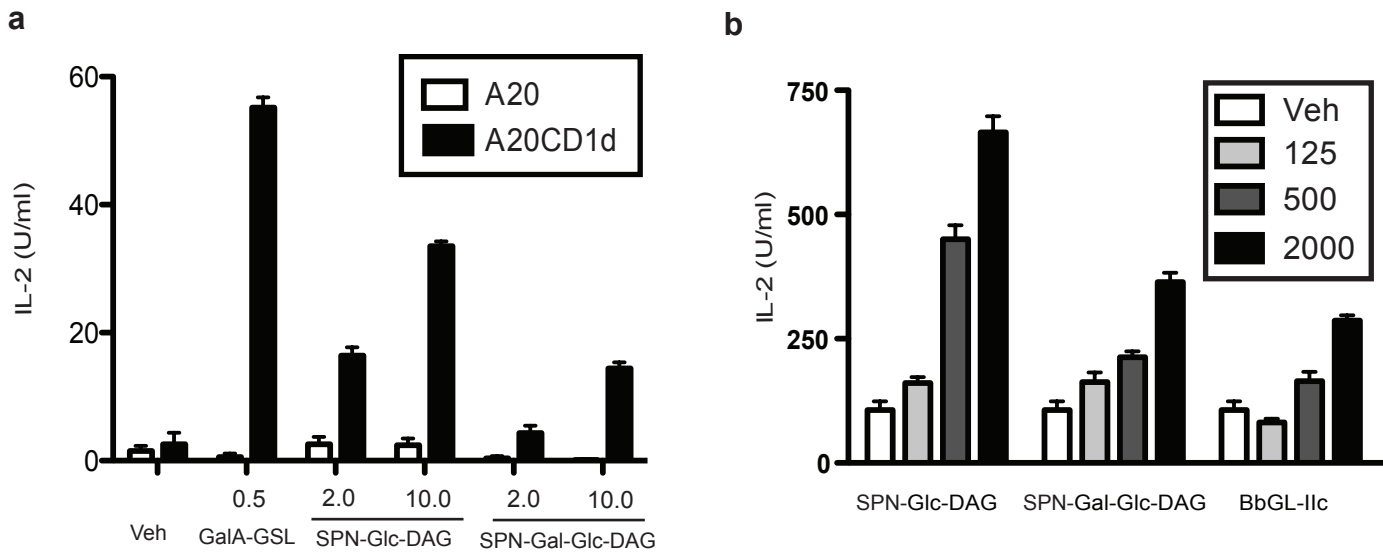 a
IL-2 (U/ml)
60
40
20
0
A20
A20CD1d
0.5 2.0 10.0 2.0 10.0
Veh GalA-GSL SPN-Glc-DAG SPN-Gal-Glc-DAG
b
IL-2 (U/ml)
750
500
250
0
Veh
125
500
2000
SPN-Glc-DAG SPN-Gal-Glc-DAG BbGL-IIc